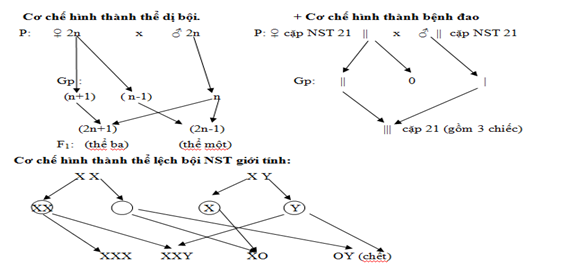 Cơ chế hình thành thể dị bội.
P: ♀ 2n x ♂ 2n
Gp:
(n+1) (n-1) n
(2n+1) (2n-1)
F₁: (thể ba) (thể một)
+ Cơ chế hình thành bệnh đao
P: ♀ cặp NST 21 || x ♂ || cặp NST 21
Gp: || 0 |
||| cặp 21 (gồm 3 chiếc)
Cơ chế hình thành thể lệch bội NST giới tính:
X X X Y
XX X Y
XXX XXY XO OY (chết)